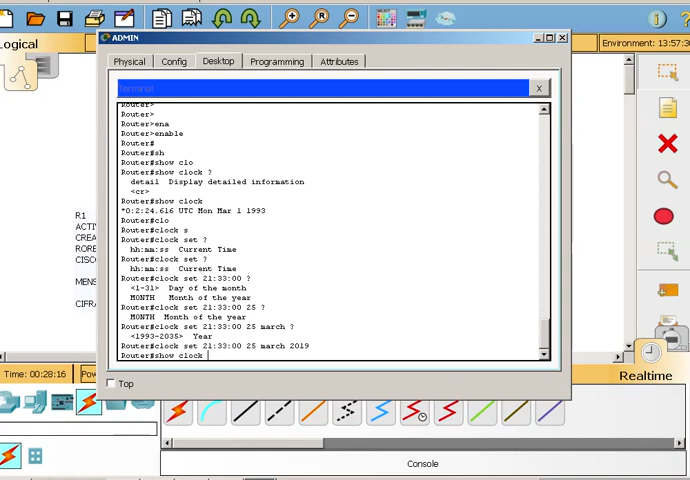 ADMIN
Logical
Environment: 13:57:3
Physical Config Desktop Programming Attributes
Terminal X
Router>
Router>
Router>ena
Router>enable
Router#
Router#sh
Router#show clo
Router#show clock ?
detail Display detailed information
<cr>
Router#show clock
*0:2:24.616 UTC Mon Mar 1 1993
Router#clo
Router#clock s
Router#clock set ?
hh:mm:ss Current Time
Router#clock set ?
hh:mm:ss Current Time
Router#clock set 21:33:00 ?
<1-31> Day of the month
MONTH Month of the year
Router#clock set 21:33:00 25 ?
MONTH Month of the year
Router#clock set 21:33:00 25 march ?
<1993-2035> Year
Router#clock set 21:33:00 25 march 2019
Router#show clock
R1
ACTI
CREA
RORE
CISCO
MENS
CIFRA
Top
Time: 00:28:16 Pow
Realtime
Console